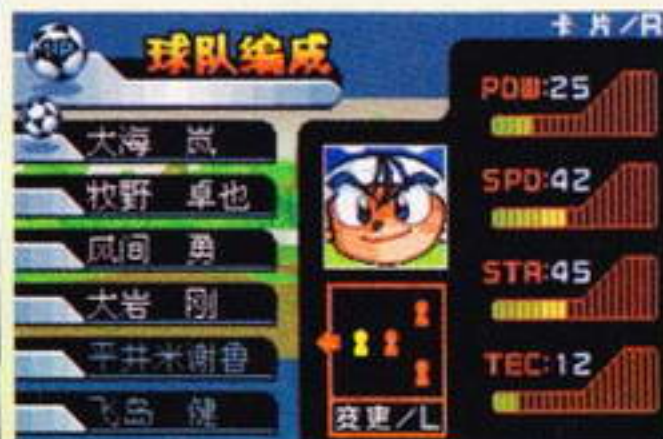 卡片/R
球队编成
POW:25
大海 岚
牧野 卓也
SPD:42
风间 勇
STR:45
大岩 刚
平井米谢鲁
TEC:12
飞鸟 健
变更/L